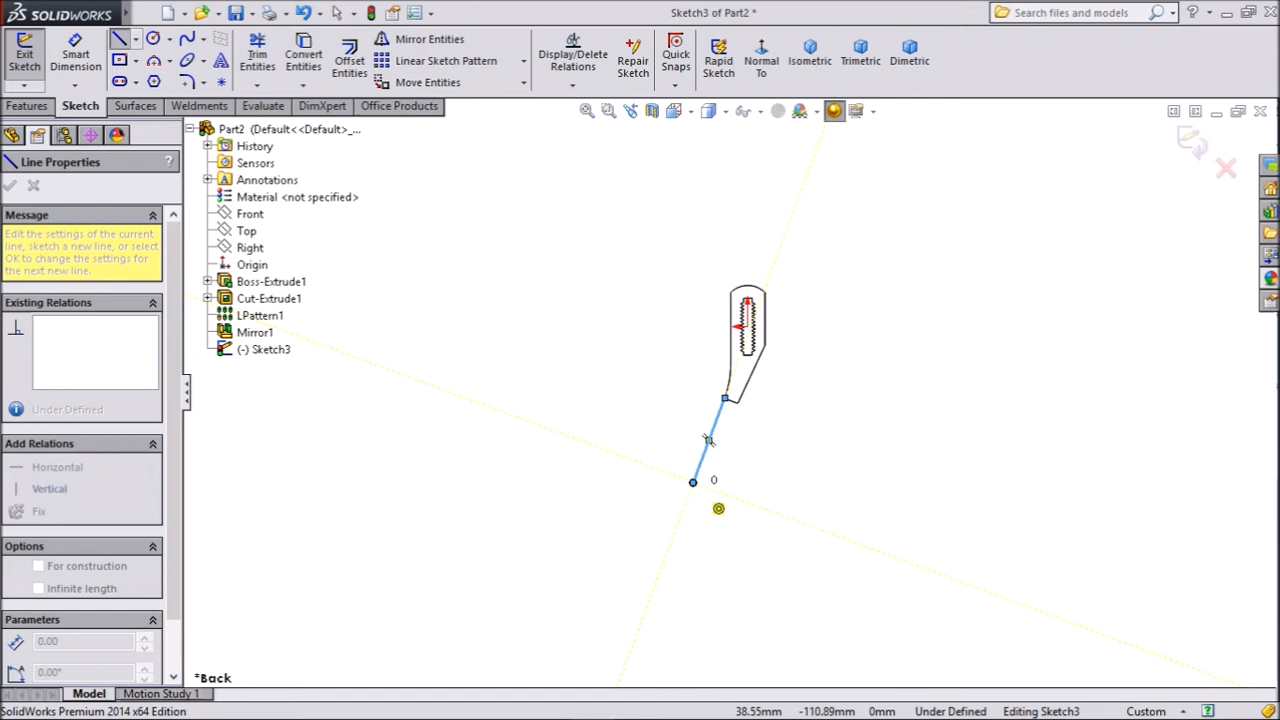 SOLIDWORKS
Sketch3 of Part2 *
Search files and models
Exit Sketch
Smart Dimension
Trim Entities
Convert Entities
Offset Entities
Mirror Entities
Linear Sketch Pattern
Move Entities
Display/Delete Relations
Repair Sketch
Quick Snaps
Rapid Sketch
Normal To
Isometric
Trimetric
Dimetric
Features
Sketch
Surfaces
Weldments
Evaluate
DimXpert
Office Products
Line Properties
?
Message
Edit the settings of the current
line, sketch a new line, or select
OK to change the settings for
the next new line.
Existing Relations
Under Defined
Add Relations
Horizontal
Vertical
Fix
Options
For construction
Infinite length
Parameters
0.00
0.00°
Part2 (Default<<Default>_...
History
Sensors
Annotations
Material <not specified>
Front
Top
Right
Origin
Boss-Extrude1
Cut-Extrude1
LPattern1
Mirror1
(-) Sketch3
*Back
Model
Motion Study 1
SolidWorks Premium 2014 x64 Edition
38.55mm
-110.89mm
0mm
Under Defined
Editing Sketch3
Custom